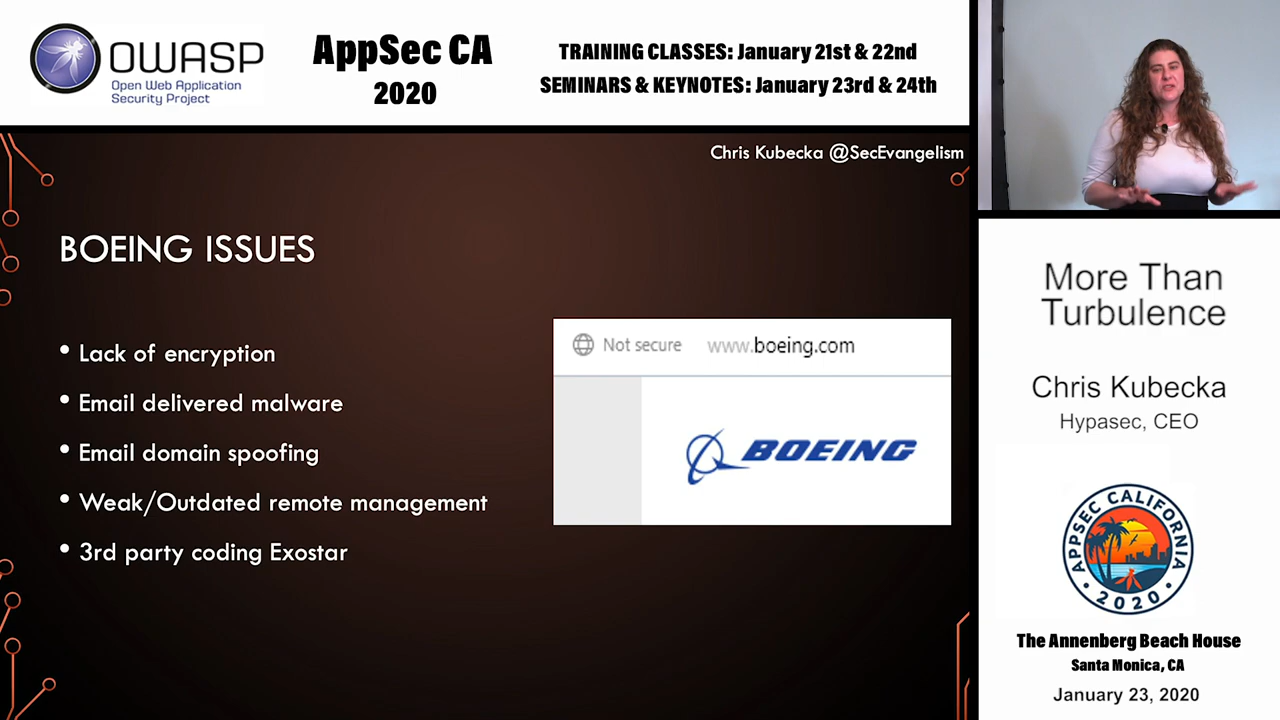 OWASP
Open Web Application
Security Project
AppSec CA
2020
TRAINING CLASSES: January 21st & 22nd
SEMINARS & KEYNOTES: January 23rd & 24th
Chris Kubecka @SecEvangelism
BOEING ISSUES
• Lack of encryption
• Email delivered malware
• Email domain spoofing
• Weak/Outdated remote management
• 3rd party coding Exostar
Not secure www.boeing.com
BOEING
More Than
Turbulence
Chris Kubecka
Hypasec, CEO
APPSEC CALIFORNIA
• 2020 •
The Annenberg Beach House
Santa Monica, CA
January 23, 2020